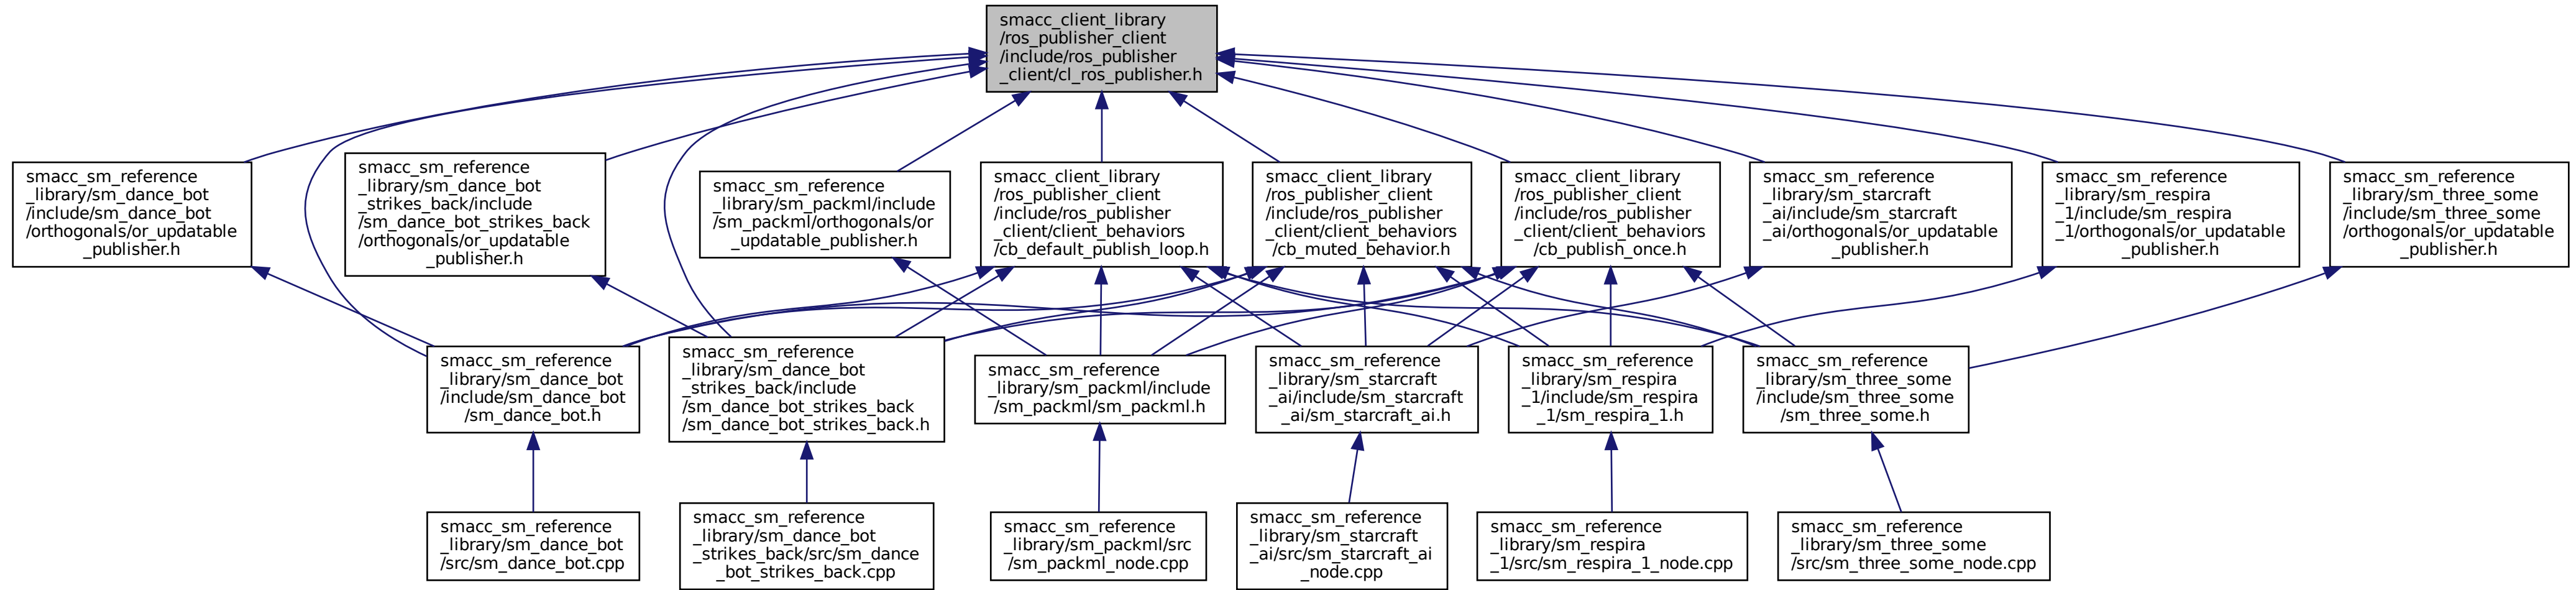 smacc_client_library
/ros_publisher_client
/include/ros_publisher
_client/cl_ros_publisher.h
smacc_sm_reference
_library/sm_dance_bot
/include/sm_dance_bot
/orthogonals/or_updatable
_publisher.h
smacc_sm_reference
_library/sm_dance_bot
_strikes_back/include
/sm_dance_bot_strikes_back
/orthogonals/or_updatable
_publisher.h
smacc_sm_reference
_library/sm_packml/include
/sm_packml/orthogonals/or
_updatable_publisher.h
smacc_client_library
/ros_publisher_client
/include/ros_publisher
_client/client_behaviors
/cb_default_publish_loop.h
smacc_client_library
/ros_publisher_client
/include/ros_publisher
_client/client_behaviors
/cb_muted_behavior.h
smacc_client_library
/ros_publisher_client
/include/ros_publisher
_client/client_behaviors
/cb_publish_once.h
smacc_sm_reference
_library/sm_starcraft
_ai/include/sm_starcraft
_ai/orthogonals/or_updatable
_publisher.h
smacc_sm_reference
_library/sm_respira
_1/include/sm_respira
_1/orthogonals/or_updatable
_publisher.h
smacc_sm_reference
_library/sm_three_some
/include/sm_three_some
/orthogonals/or_updatable
_publisher.h
smacc_sm_reference
_library/sm_dance_bot
/include/sm_dance_bot
/sm_dance_bot.h
smacc_sm_reference
_library/sm_dance_bot
_strikes_back/include
/sm_dance_bot_strikes_back
/sm_dance_bot_strikes_back.h
smacc_sm_reference
_library/sm_packml/include
/sm_packml/sm_packml.h
smacc_sm_reference
_library/sm_starcraft
_ai/include/sm_starcraft
_ai/sm_starcraft_ai.h
smacc_sm_reference
_library/sm_respira
_1/include/sm_respira
_1/sm_respira_1.h
smacc_sm_reference
_library/sm_three_some
/include/sm_three_some
/sm_three_some.h
smacc_sm_reference
_library/sm_dance_bot
/src/sm_dance_bot.cpp
smacc_sm_reference
_library/sm_dance_bot
_strikes_back/src/sm_dance
_bot_strikes_back.cpp
smacc_sm_reference
_library/sm_packml/src
/sm_packml_node.cpp
smacc_sm_reference
_library/sm_starcraft
_ai/src/sm_starcraft_ai
_node.cpp
smacc_sm_reference
_library/sm_respira
_1/src/sm_respira_1_node.cpp
smacc_sm_reference
_library/sm_three_some
/src/sm_three_some_node.cpp